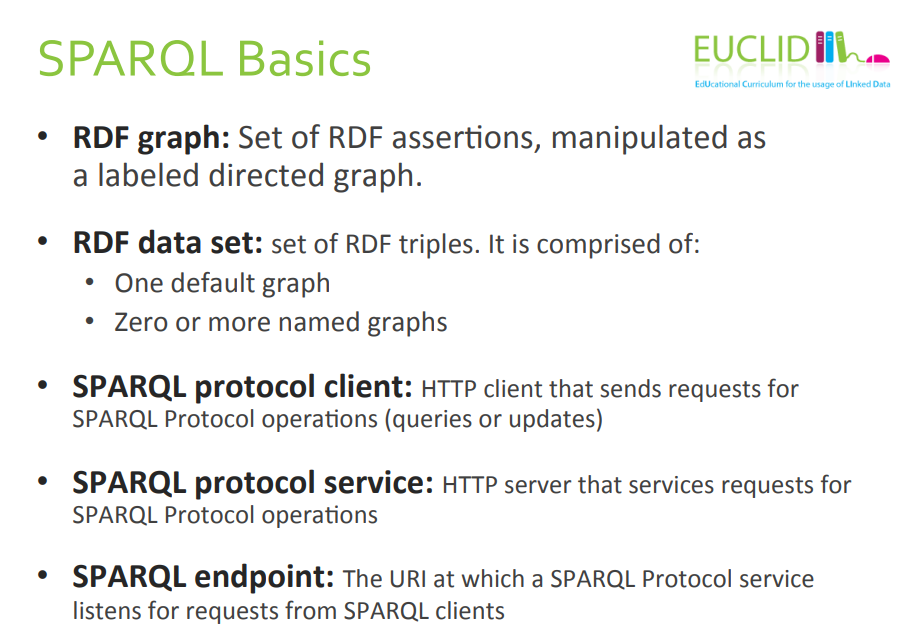 SPARQL Basics
EUCLID
EdUcational Curriculum for the usage of LInked Data
• RDF graph: Set of RDF assertions, manipulated as
a labeled directed graph.
• RDF data set: set of RDF triples. It is comprised of:
• One default graph
• Zero or more named graphs
• SPARQL protocol client: HTTP client that sends requests for
SPARQL Protocol operations (queries or updates)
• SPARQL protocol service: HTTP server that services requests for
SPARQL Protocol operations
• SPARQL endpoint: The URI at which a SPARQL Protocol service
listens for requests from SPARQL clients